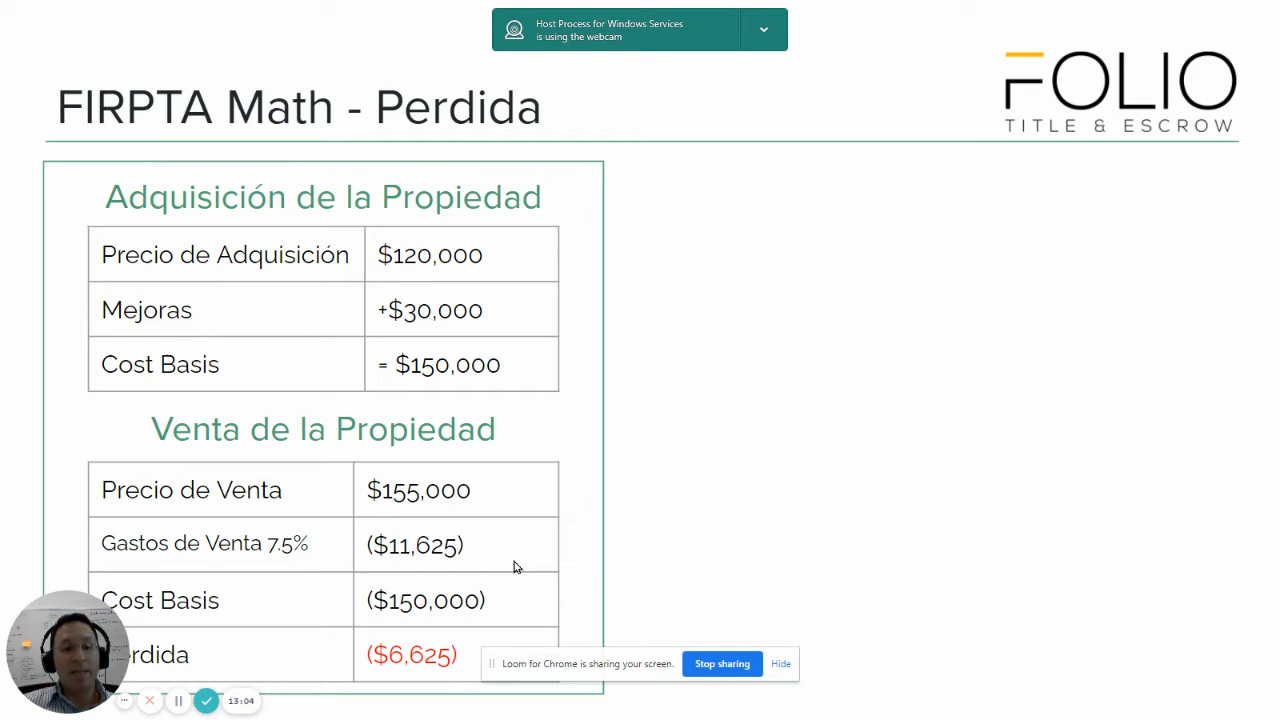 Host Process for Windows Services
is using the webcam
FOLIO
TITLE & ESCROW
FIRPTA Math - Perdida
Adquisición de la Propiedad
Precio de Adquisición $120,000
Mejoras +$30,000
Cost Basis = $150,000
Venta de la Propiedad
Precio de Venta $155,000
Gastos de Venta 7.5% ($11,625)
Cost Basis ($150,000)
erdida ($6,625)
Loom for Chrome is sharing your screen. Stop sharing Hide
13:04